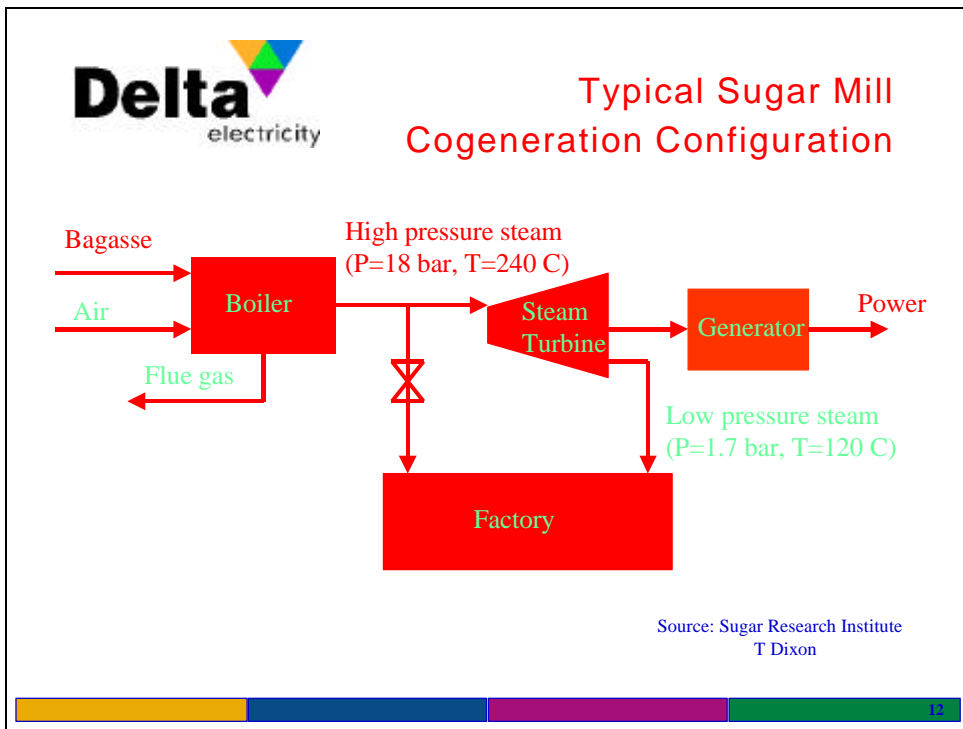 Delta
electricity
Typical Sugar Mill
Cogeneration Configuration
Bagasse
High pressure steam
(P=18 bar, T=240 C)
Air
Boiler
Steam
Turbine
Generator
Power
Flue gas
Low pressure steam
(P=1.7 bar, T=120 C)
Factory
Source: Sugar Research Institute
T Dixon
12